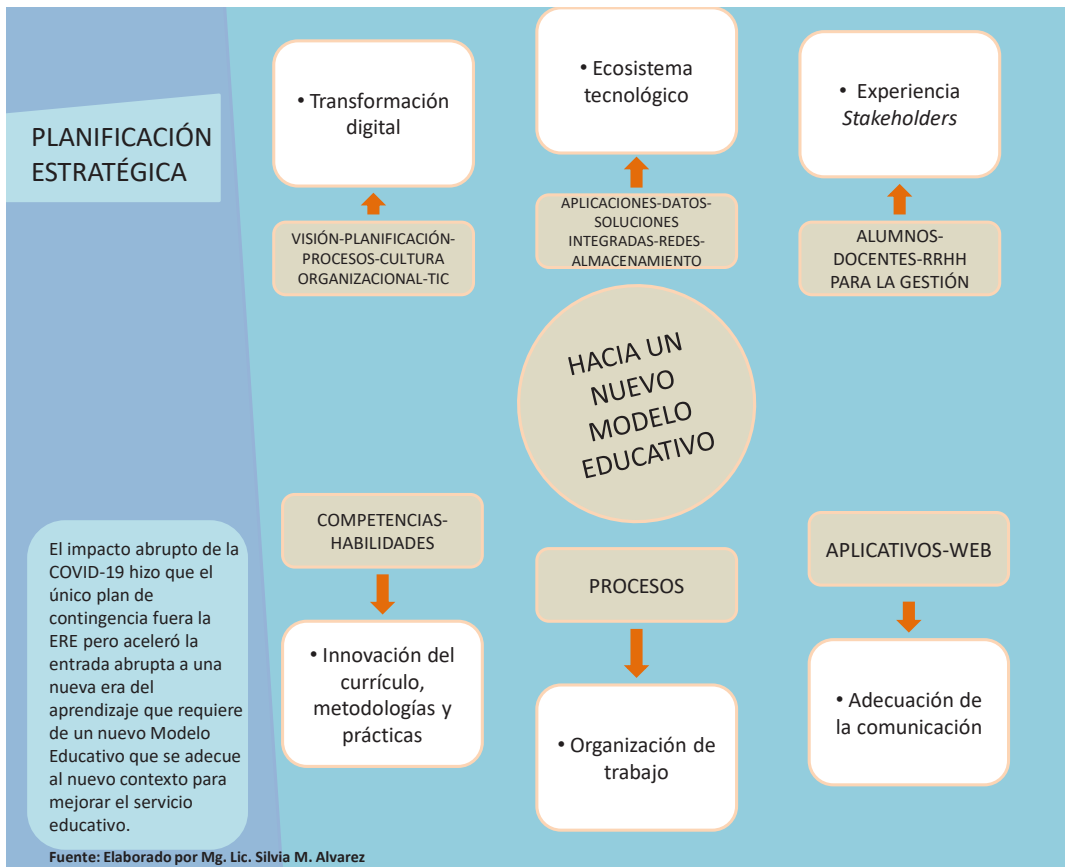 PLANIFICACIÓN
ESTRATÉGICA
• Transformación
digital
• Ecosistema
tecnológico
• Experiencia
Stakeholders
VISIÓN-PLANIFICACIÓN-
PROCESOS-CULTURA
ORGANIZACIONAL-TIC
APLICACIONES-DATOS-
SOLUCIONES
INTEGRADAS-REDES-
ALMACENAMIENTO
ALUMNOS-
DOCENTES-RRHH
PARA LA GESTIÓN
HACIA UN
NUEVO
MODELO
EDUCATIVO
COMPETENCIAS-
HABILIDADES
PROCESOS
APLICATIVOS-WEB
• Innovación del
currículo,
metodologías y
prácticas
• Organización de
trabajo
• Adecuación de
la comunicación
El impacto abrupto de la
COVID-19 hizo que el
único plan de
contingencia fuera la
ERE pero aceleró la
entrada abrupta a una
nueva era del
aprendizaje que requiere
de un nuevo Modelo
Educativo que se adecue
al nuevo contexto para
mejorar el servicio
educativo.
Fuente: Elaborado por Mg. Lic. Silvia M. Alvarez